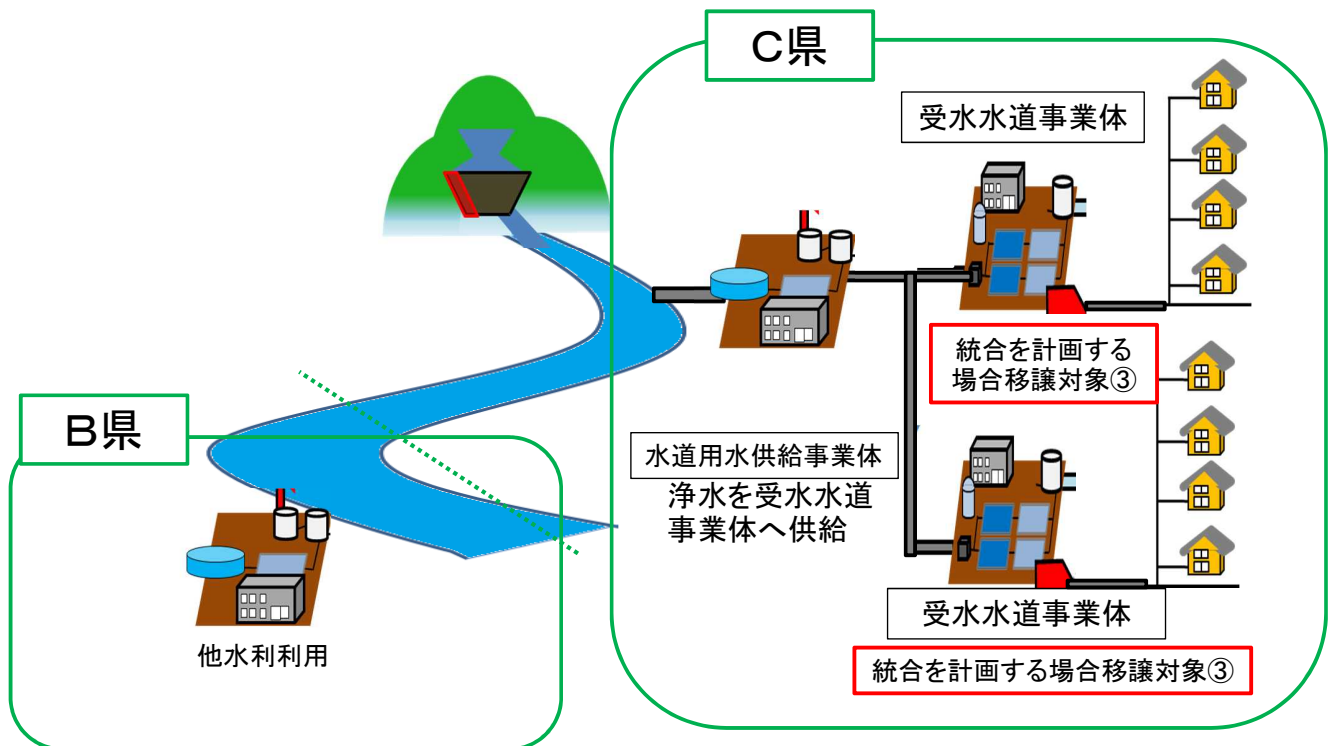 C県
受水水道事業体
統合を計画する
場合移譲対象③
B県
水道用水供給事業体
浄水を受水水道
事業体へ供給
受水水道事業体
他水利利用
統合を計画する場合移譲対象③